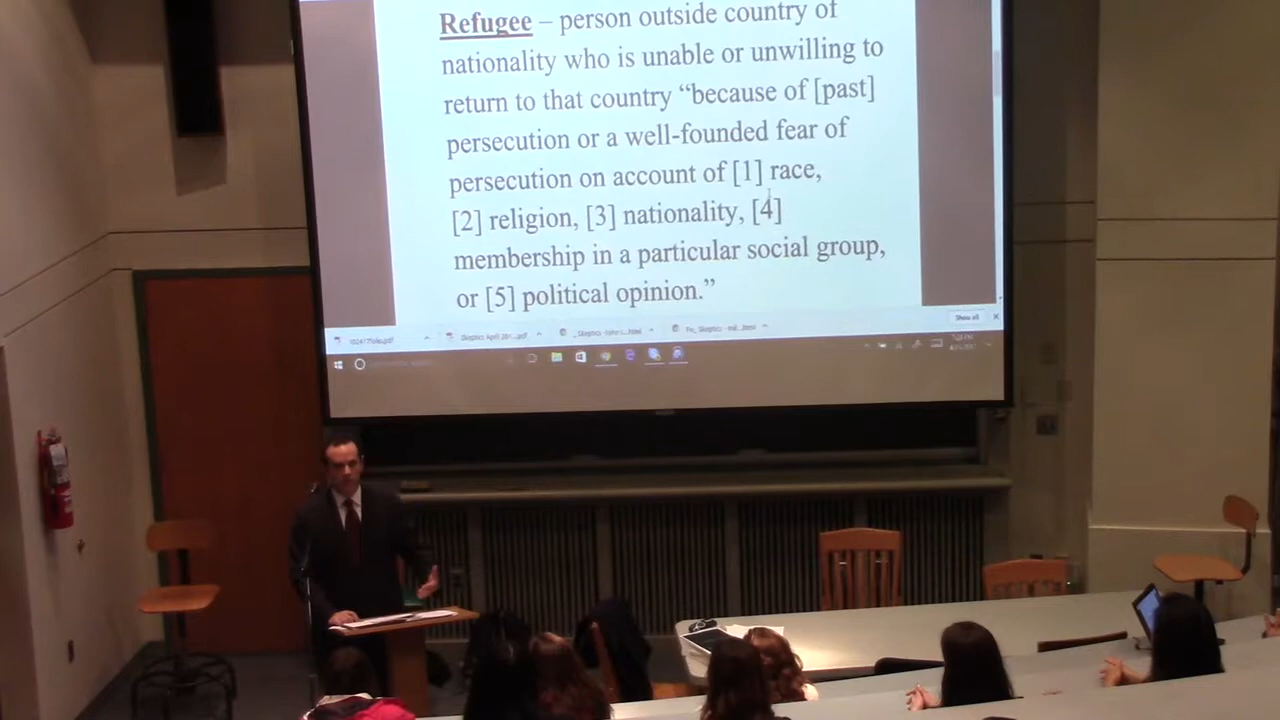 Refugee – person outside country of
nationality who is unable or unwilling to
return to that country “because of [past]
persecution or a well-founded fear of
persecution on account of [1] race,
[2] religion, [3] nationality, [4]
membership in a particular social group,
or [5] political opinion.”
Show all